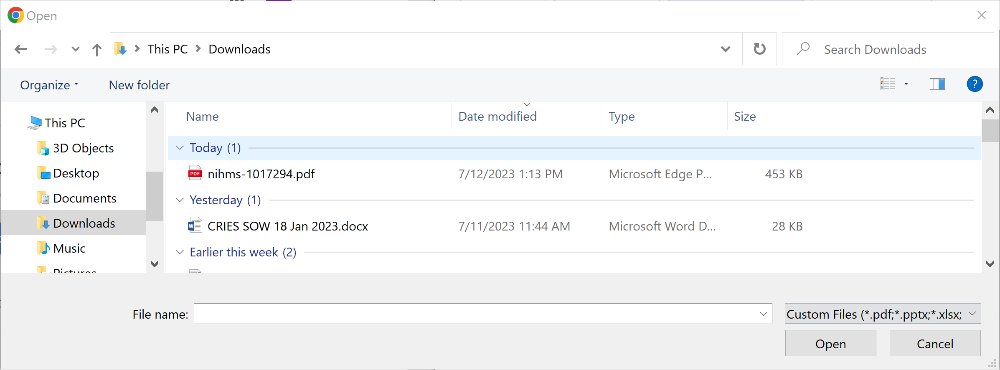 Open
This PC Downloads
Search Downloads
Organize New folder
?
This PC
3D Objects
Desktop
Documents
Downloads
Music
Pictures
Name Date modified Type Size
Today (1)
PDF nihms-1017294.pdf 7/12/2023 1:13 PM Microsoft Edge P... 453 KB
Yesterday (1)
W CRIES SOW 18 Jan 2023.docx 7/11/2023 11:44 AM Microsoft Word D... 28 KB
Earlier this week (2)
File name:
Custom Files (*.pdf;*.pptx;*.xlsx;
Open Cancel